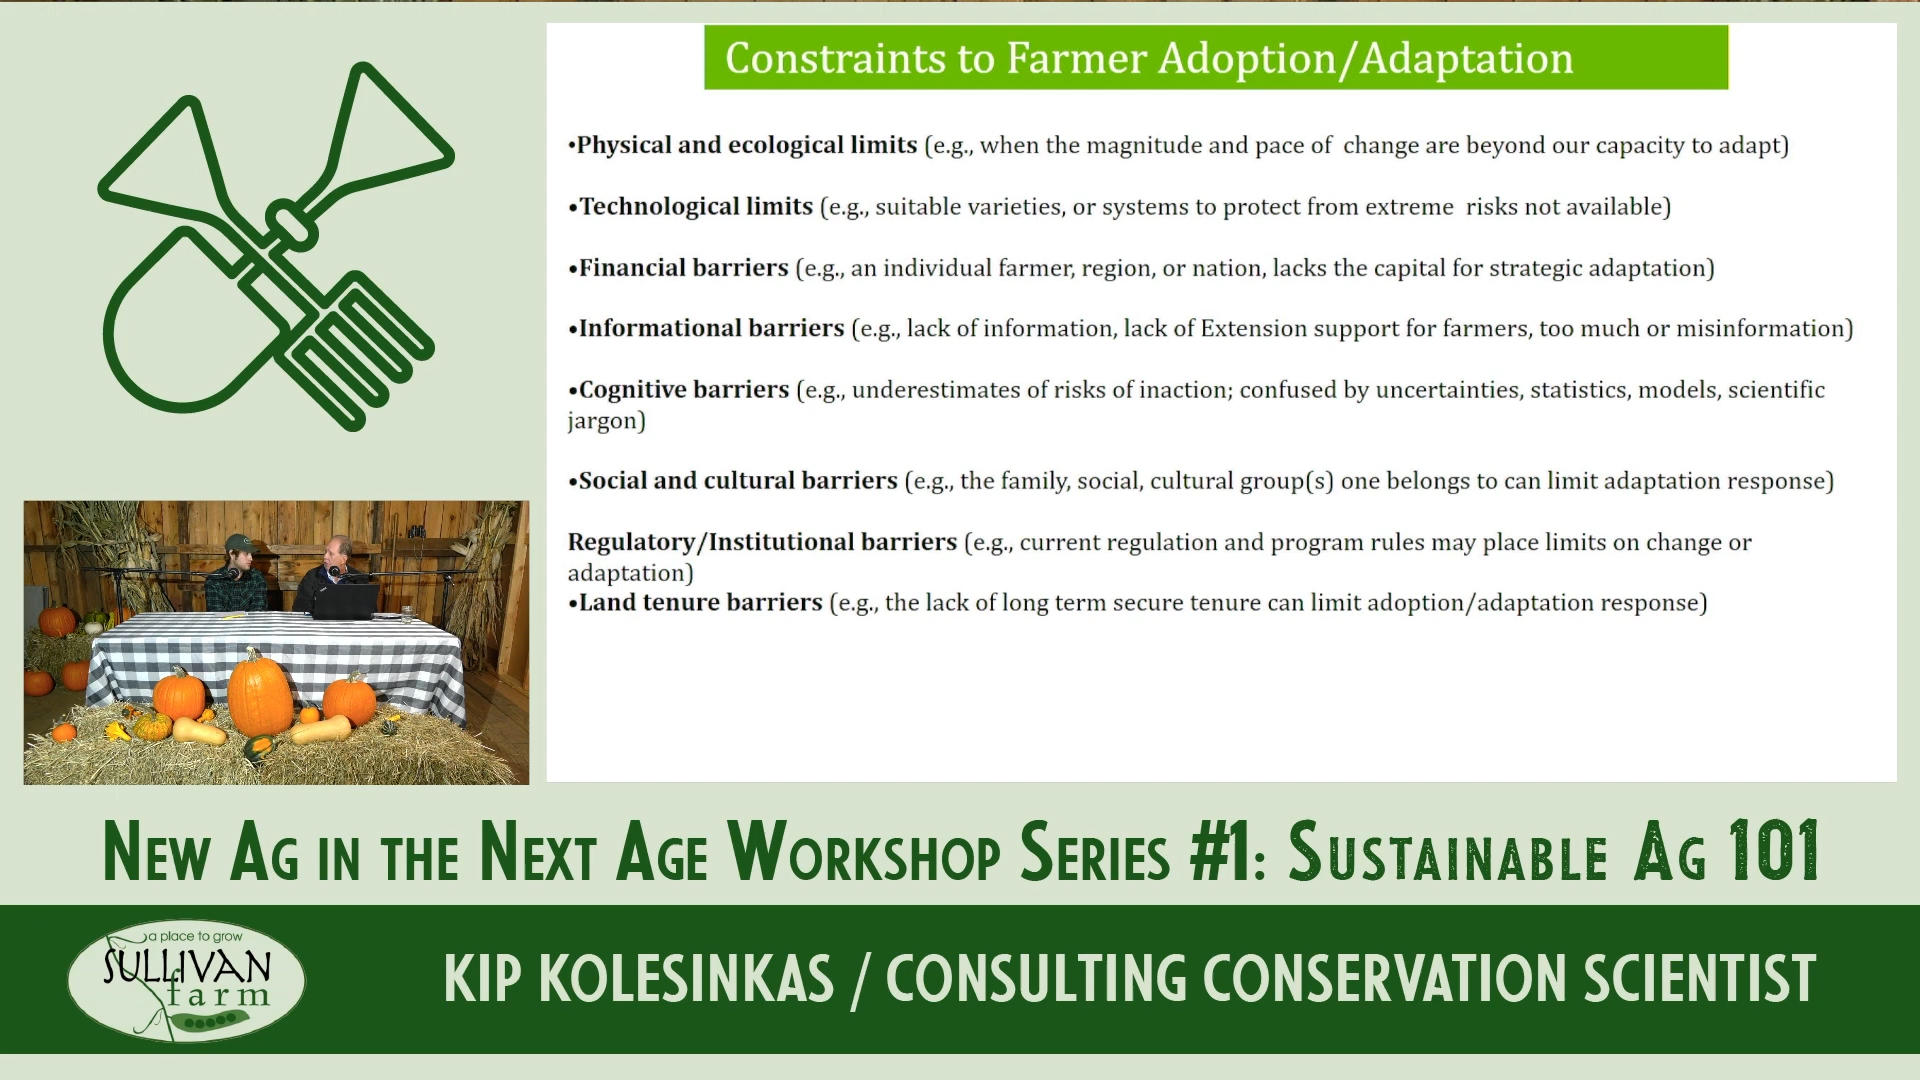 Constraints to Farmer Adoption/Adaptation
•Physical and ecological limits (e.g., when the magnitude and pace of change are beyond our capacity to adapt)
•Technological limits (e.g., suitable varieties, or systems to protect from extreme risks not available)
•Financial barriers (e.g., an individual farmer, region, or nation, lacks the capital for strategic adaptation)
•Informational barriers (e.g., lack of information, lack of Extension support for farmers, too much or misinformation)
•Cognitive barriers (e.g., underestimates of risks of inaction; confused by uncertainties, statistics, models, scientific
jargon)
•Social and cultural barriers (e.g., the family, social, cultural group(s) one belongs to can limit adaptation response)
Regulatory/Institutional barriers (e.g., current regulation and program rules may place limits on change or
adaptation)
•Land tenure barriers (e.g., the lack of long term secure tenure can limit adoption/adaptation response)
New Ag in the Next Age Workshop Series #1: Sustainable Ag 101
a place to grow
SULLIVAN
farm
KIP KOLESINKAS / CONSULTING CONSERVATION SCIENTIST